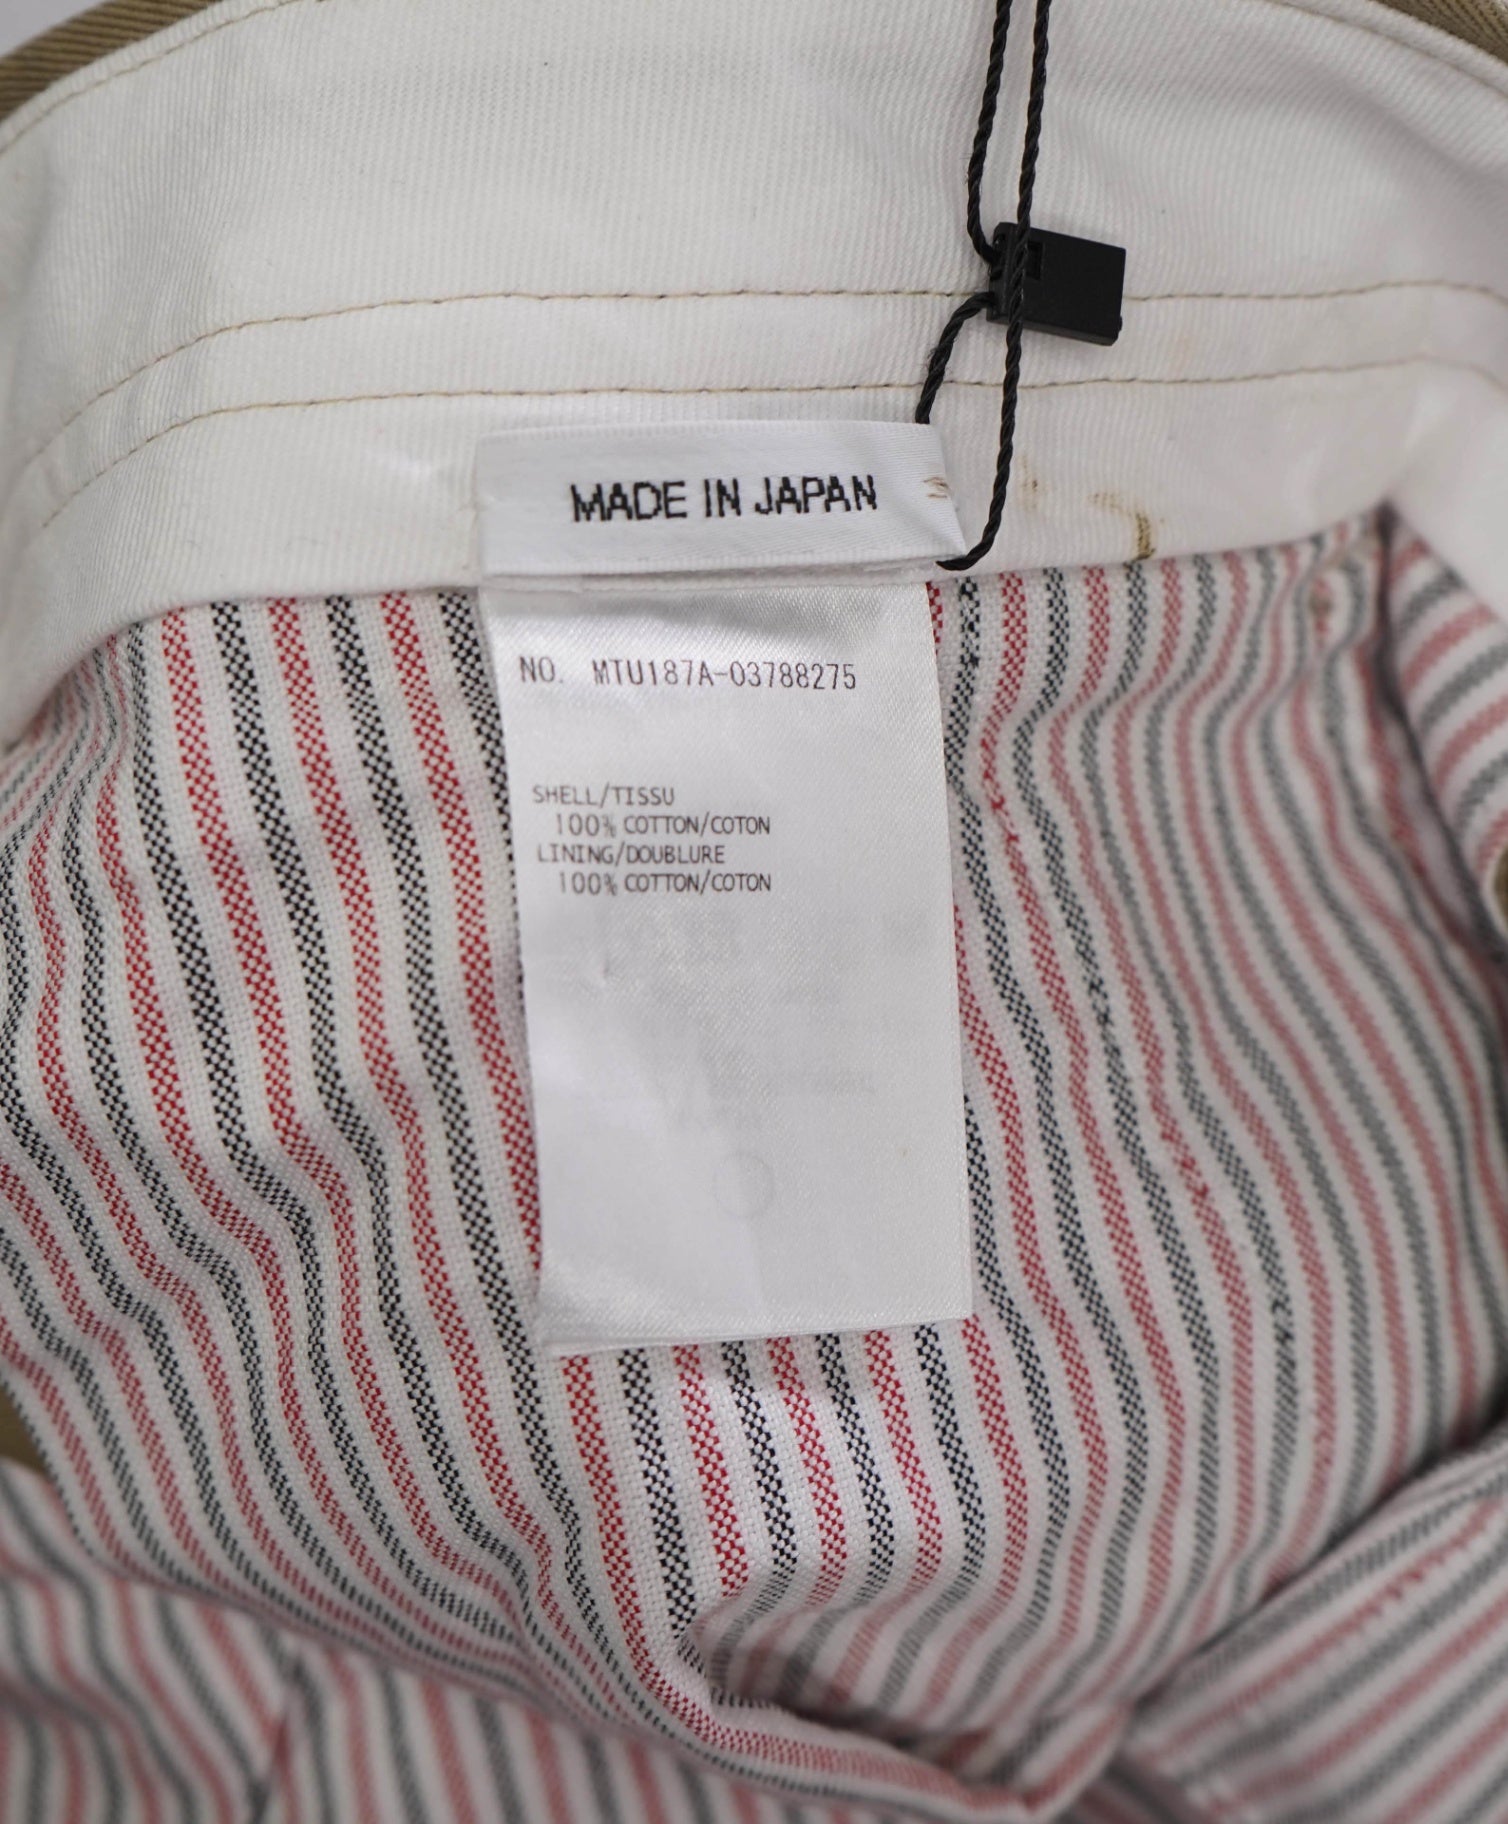 MADE IN JAPAN
NO. MTU187A-03788275
SHELL/TISSU
100% COTTON/COTON
LINING/DOUBLURE
100% COTTON/COTON